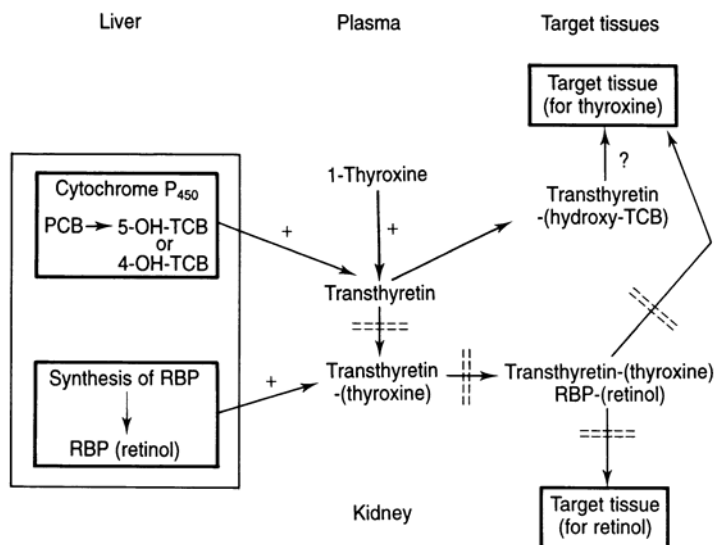 Liver
Plasma
Target tissues
Target tissue
(for thyroxine)
?
1-Thyroxine
Cytochrome P450
PCB → 5-OH-TCB
or
4-OH-TCB
+
+
Transthyretin
-(hydroxy-TCB)
Transthyretin
Synthesis of RBP
RBP (retinol)
+
Transthyretin
-(thyroxine)
Transthyretin-(thyroxine)
RBP-(retinol)
Kidney
Target tissue
(for retinol)